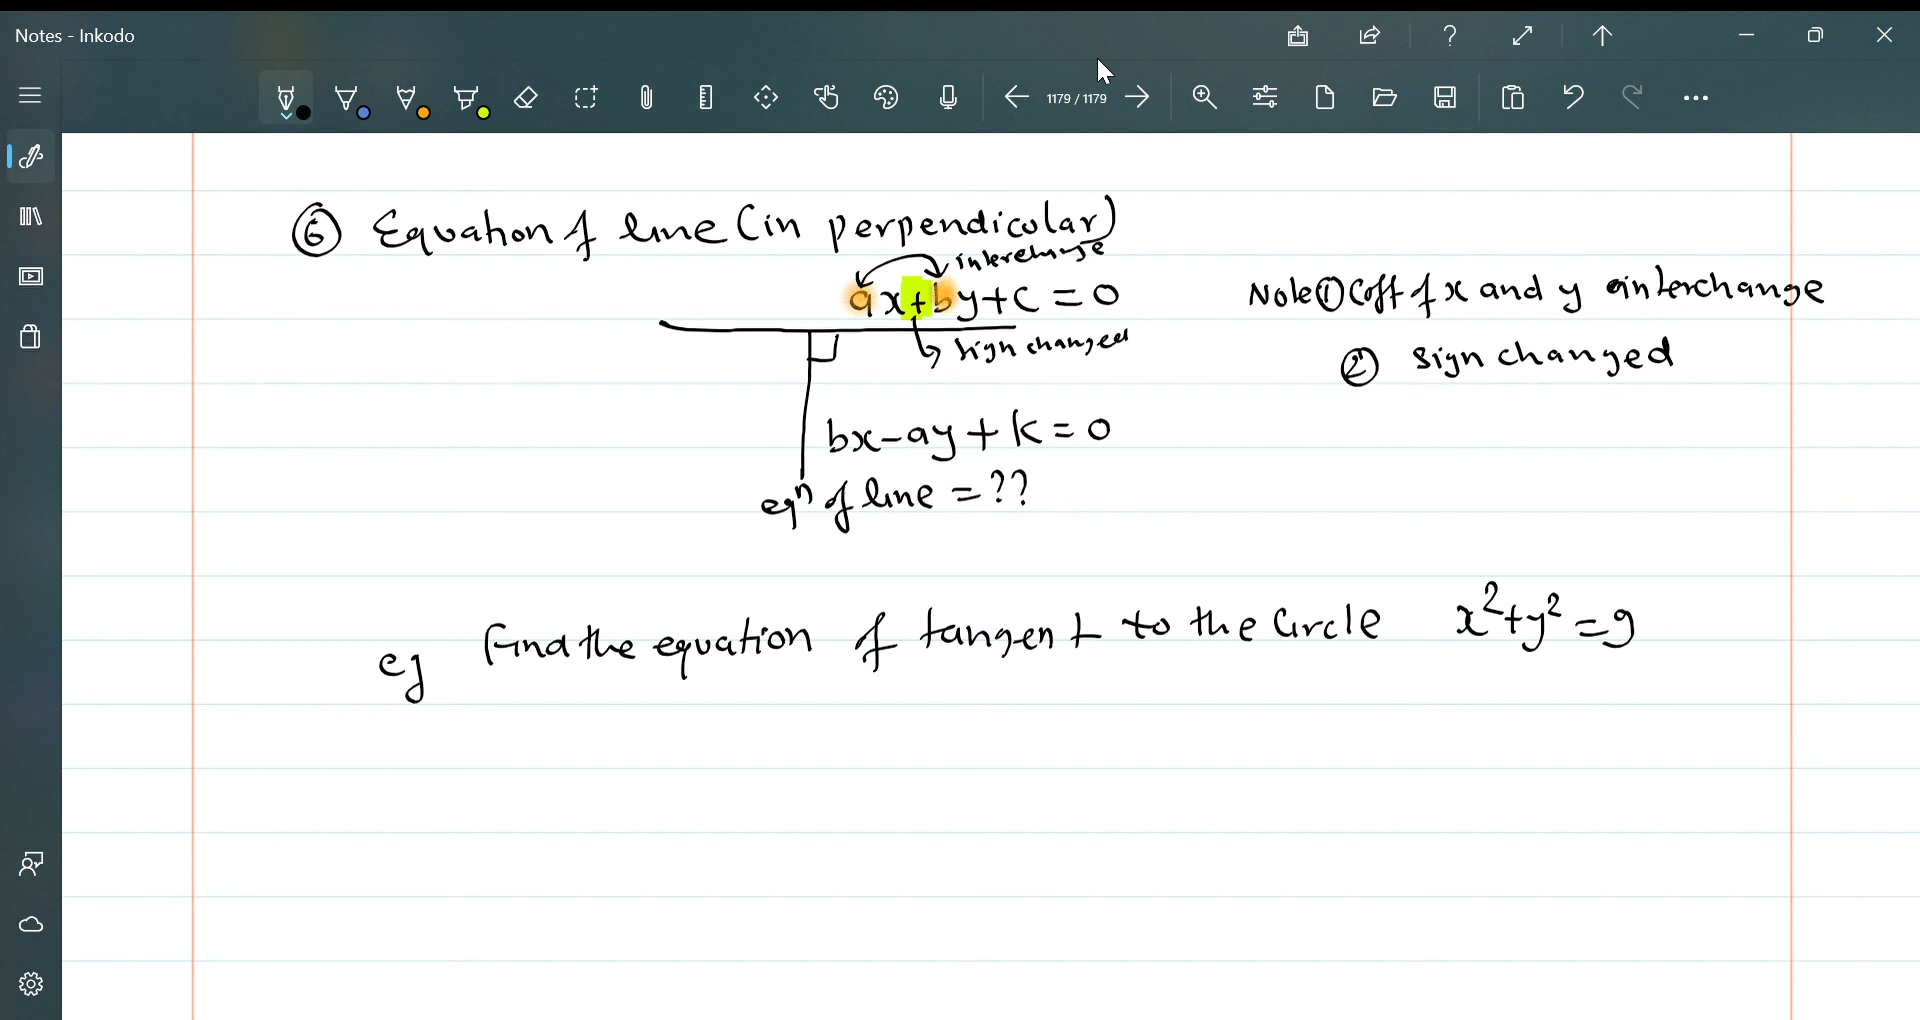 Notes - Inkodo
1179 / 1179
⑥ Equation of line (in perpendicular)
interchange
ax+by+c = 0
sign changed
Note ① Coff of x and y interchange
② Sign changed
bx-ay+k=0
eqⁿ of line = ??
eg Find the equation of tangent to the Circle x²+y²=9